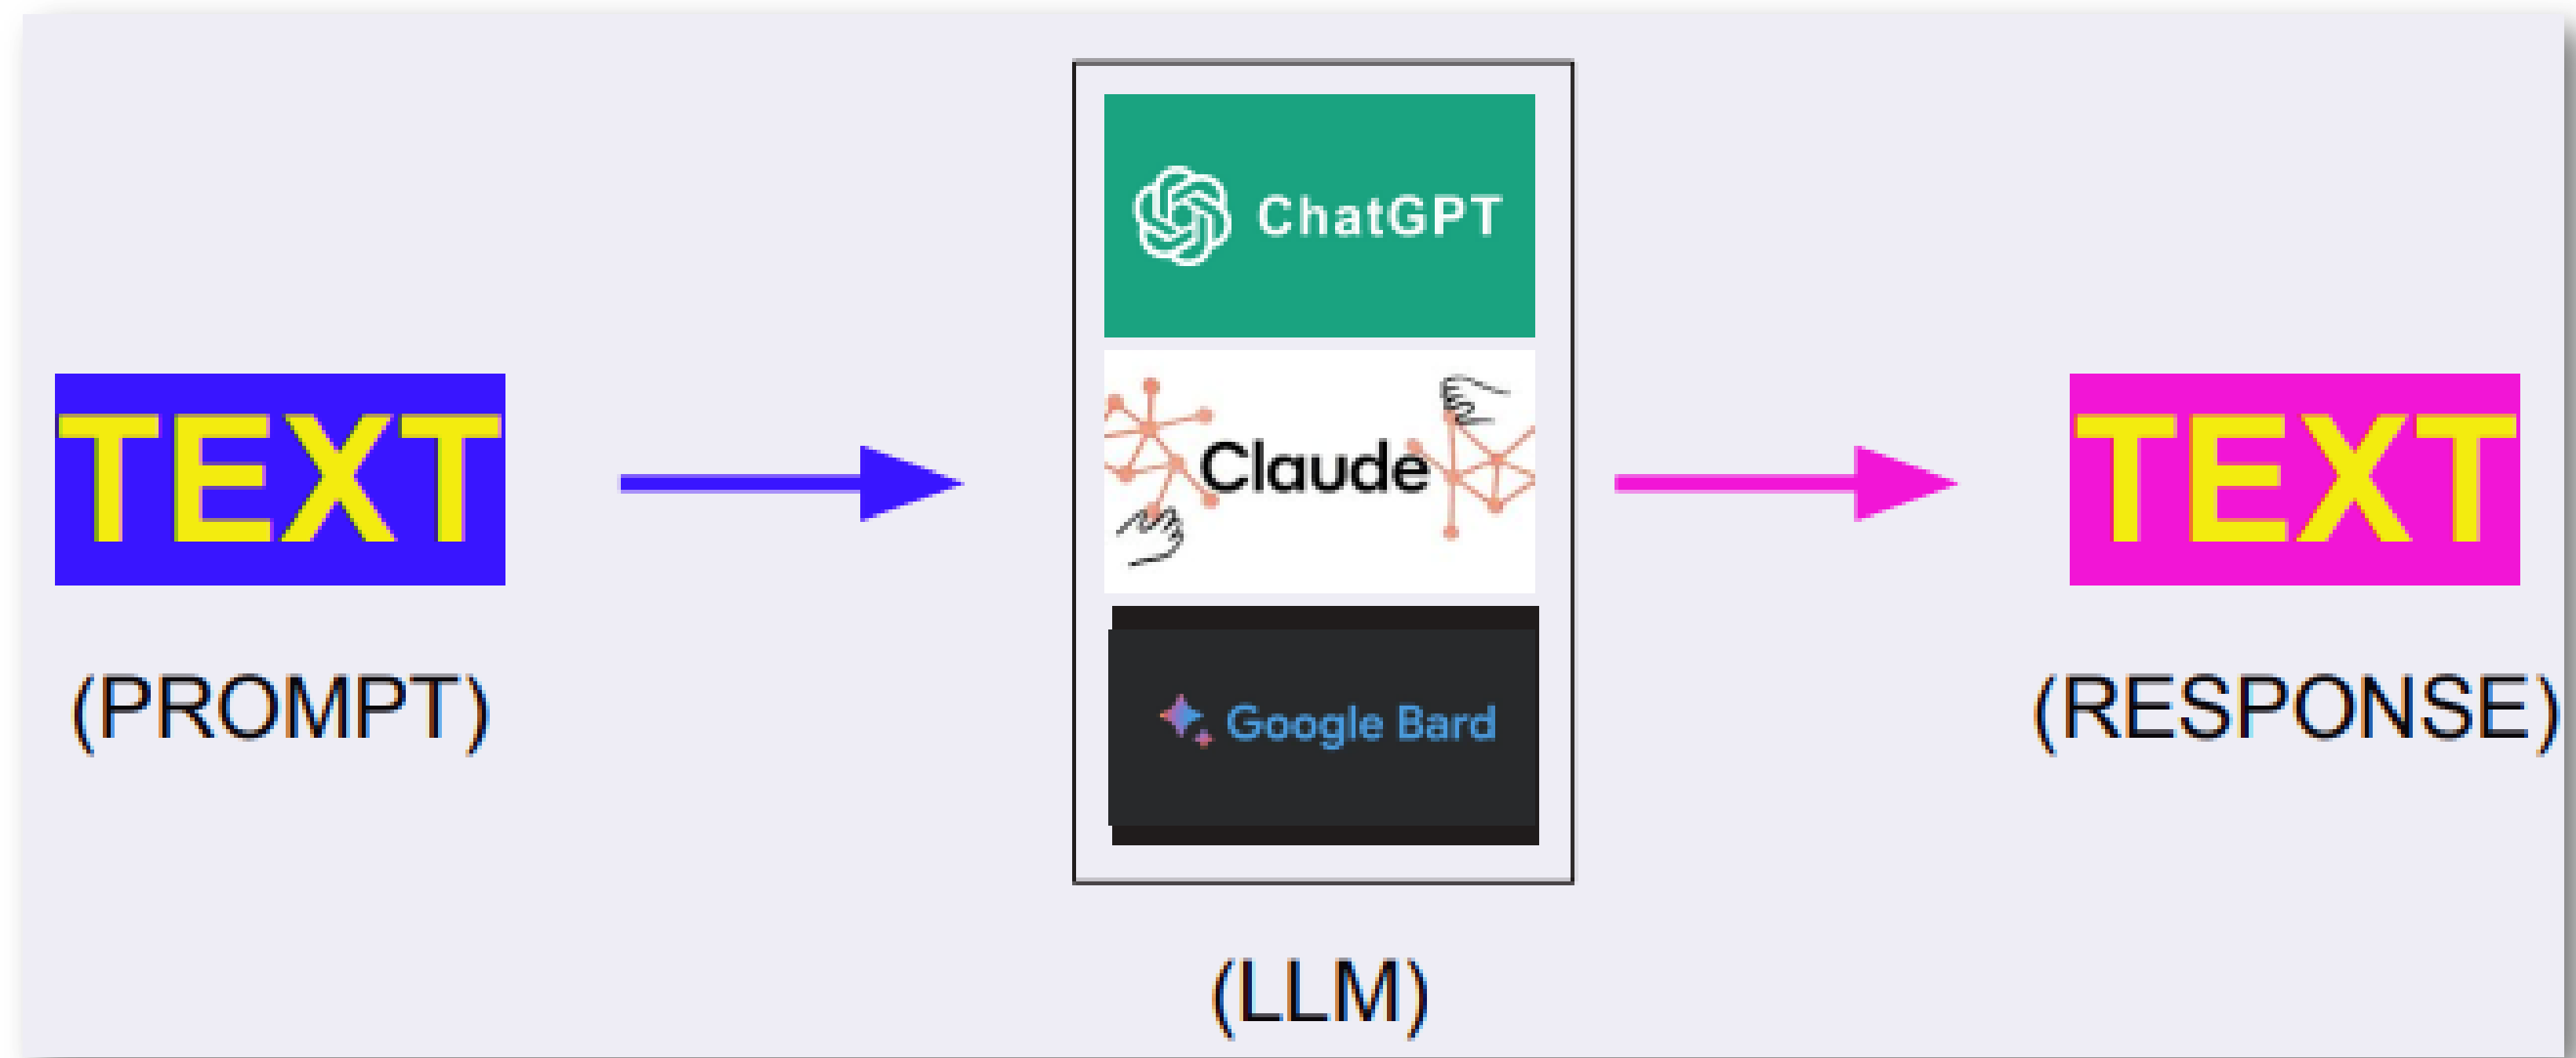 TEXT
(PROMPT)
ChatGPT
Claude
Google Bard
(LLM)
TEXT
(RESPONSE)